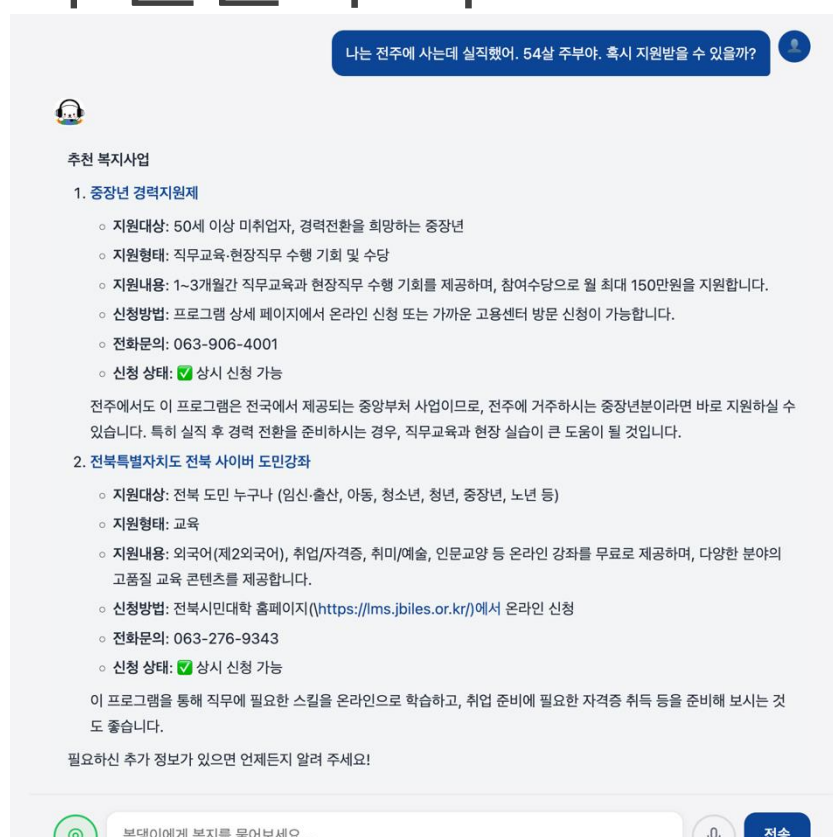 나는 전주에 사는데 실직했어. 54살 주부야. 혹시 지원받을 수 있을까?
추천 복지사업
1. 중장년 경력지원제
◦ 지원대상: 50세 이상 미취업자, 경력전환을 희망하는 중장년
◦ 지원형태: 직무교육·현장직무 수행 기회 및 수당
◦ 지원내용: 1~3개월간 직무교육과 현장직무 수행 기회를 제공하며, 참여수당으로 월 최대 150만원을 지원합니다.
◦ 신청방법: 프로그램 상세 페이지에서 온라인 신청 또는 가까운 고용센터 방문 신청이 가능합니다.
◦ 전화문의: 063-906-4001
◦ 신청 상태: ✅ 상시 신청 가능
전주에서도 이 프로그램은 전국에서 제공되는 중앙부처 사업이므로, 전주에 거주하시는 중장년분이라면 바로 지원하실 수
있습니다. 특히 실직 후 경력 전환을 준비하시는 경우, 직무교육과 현장 실습이 큰 도움이 될 것입니다.
2. 전북특별자치도 전북 사이버 도민강좌
◦ 지원대상: 전북 도민 누구나 (임신·출산, 아동, 청소년, 청년, 중장년, 노년 등)
◦ 지원형태: 교육
◦ 지원내용: 외국어(제2외국어), 취업/자격증, 취미/예술, 인문교양 등 온라인 강좌를 무료로 제공하며, 다양한 분야의
고품질 교육 콘텐츠를 제공합니다.
◦ 신청방법: 전북시민대학 홈페이지(\https://lms.jbiles.or.kr/)에서 온라인 신청
◦ 전화문의: 063-276-9343
◦ 신청 상태: ✅ 상시 신청 가능
이 프로그램을 통해 직무에 필요한 스킬을 온라인으로 학습하고, 취업 준비에 필요한 자격증 취득 등을 준비해 보시는 것
도 좋습니다.
필요하신 추가 정보가 있으면 언제든지 알려 주세요!
복댕이에게 복지를 물어보세요
전송